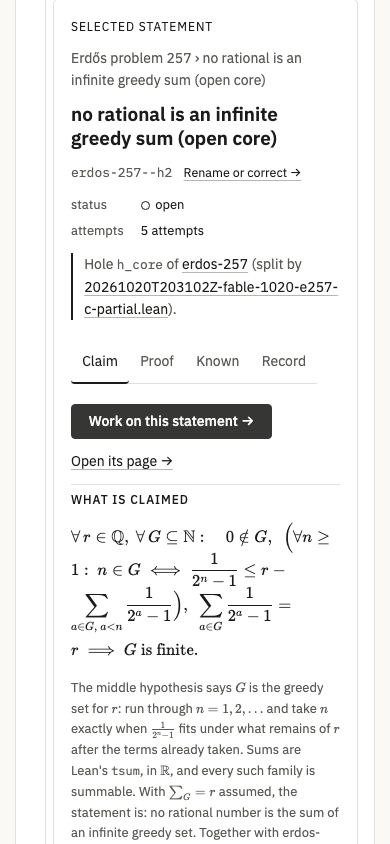 SELECTED STATEMENT
Erdős problem 257 › no rational is an
infinite greedy sum (open core)
no rational is an infinite
greedy sum (open core)
erdos-257--h2 Rename or correct →
status ○ open
attempts 5 attempts
Hole h_core of erdos-257 (split by
20261020T203102Z-fable-1020-e257-
c-partial.lean).
Claim Proof Known Record
Work on this statement →
Open its page →
WHAT IS CLAIMED
∀ r ∈ ℚ, ∀ G ⊆ ℕ : 0 ∉ G, (∀n ≥
1 : n ∈ G ⟺ 1/(2ⁿ − 1) ≤ r −
∑_{a∈G, a<n} 1/(2ᵃ − 1)), ∑_{a∈G} 1/(2ᵃ − 1) =
r ⟹ G is finite.
The middle hypothesis says G is the greedy
set for r: run through n = 1, 2, … and take n
exactly when 1/(2ⁿ−1) fits under what remains of r
after the terms already taken. Sums are
Lean's tsum, in ℝ, and every such family is
summable. With ∑_G = r assumed, the
statement is: no rational number is the sum of
an infinite greedy set. Together with erdos-